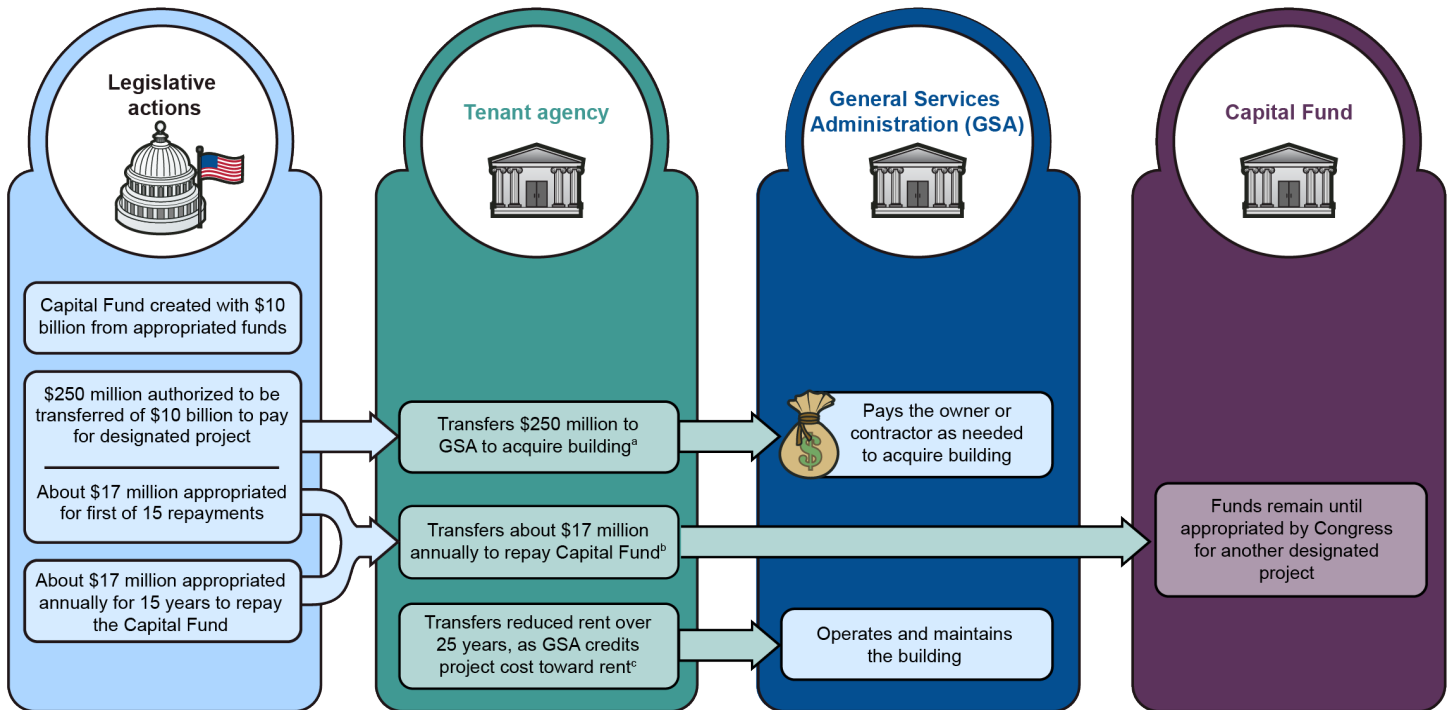 Legislative
actions
Capital Fund created with $10
billion from appropriated funds
$250 million authorized to be
transferred of $10 billion to pay
for designated project
About $17 million appropriated
for first of 15 repayments
About $17 million appropriated
annually for 15 years to repay
the Capital Fund
Tenant agency
Transfers $250 million to
GSA to acquire buildingᵃ
Transfers about $17 million
annually to repay Capital Fundᵇ
Transfers reduced rent over
25 years, as GSA credits
project cost toward rentᶜ
General Services
Administration (GSA)
$
Pays the owner or
contractor as needed
to acquire building
Operates and maintains
the building
Capital Fund
Funds remain until
appropriated by Congress
for another designated
project